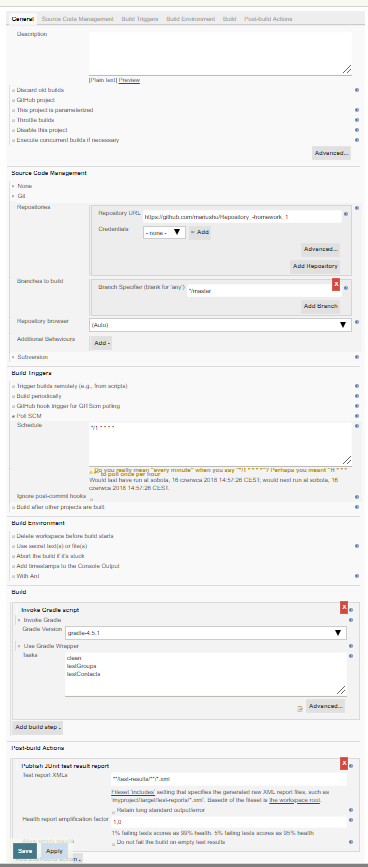 General Source Code Management Build Triggers Build Environment Build Post-build Actions
Description
[Plain text] Preview
Discard old builds
GitHub project
This project is parameterized
Throttle builds
Disable this project
Execute concurrent builds if necessary
Advanced...
Source Code Management
None
Git
Repositories
Repository URL https://github.com/mariushu/Repository_-homework_1
Credentials - none - Add
Advanced...
Add Repository
Branches to build
X
Branch Specifier (blank for 'any') */master
Add Branch
Repository browser (Auto)
Additional Behaviours Add
Subversion
Build Triggers
Trigger builds remotely (e.g., from scripts)
Build periodically
GitHub hook trigger for GITScm polling
Poll SCM
Schedule */1 * * * *
Do you really mean "every minute" when you say "*/1 * * * *"? Perhaps you meant "H * * * *" to poll once per hour
Would last have run at sobota, 16 czerwca 2018 14:57:26 CEST; would next run at sobota, 16
czerwca 2018 14:57:26 CEST.
Ignore post-commit hooks
Build after other projects are built
Build Environment
Delete workspace before build starts
Use secret text(s) or file(s)
Abort the build if it's stuck
Add timestamps to the Console Output
With Ant
Build
X
Invoke Gradle script
Invoke Gradle
Gradle Version gradle-4.5.1
Use Gradle Wrapper
Tasks clean
testGroups
testContacts
Advanced...
Add build step
Post-build Actions
X
Publish JUnit test result report
Test report XMLs **/test-results/**/*.xml
Fileset 'includes' setting that specifies the generated raw XML report files, such as
'myproject/target/test-reports/*.xml'. Basedir of the fileset is the workspace root.
Retain long standard output/error
Health report amplification factor 1,0
1% failing tests scores as 99% health. 5% failing tests scores as 95% health
Do not fail the build on empty test results
Save Apply